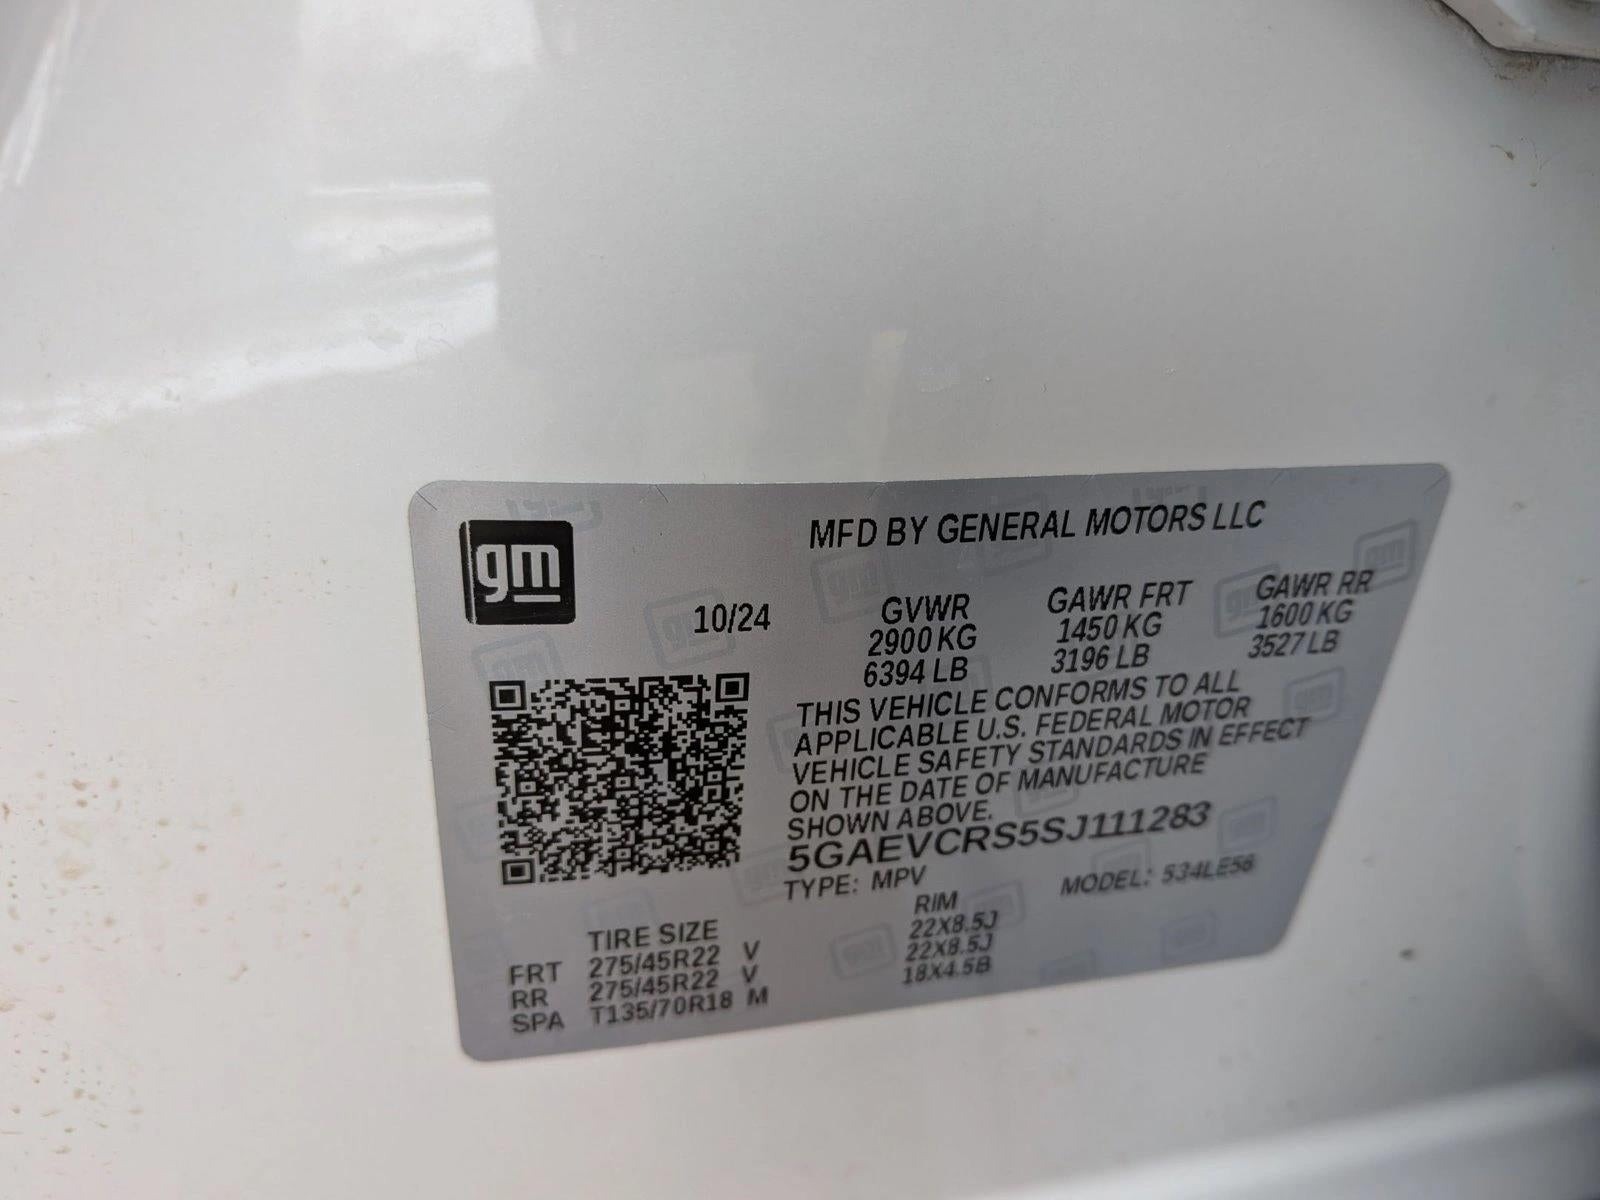 gm
MFD BY GENERAL MOTORS LLC
10/24
GVWR GAWR FRT GAWR RR
2900 KG 1450 KG 1600 KG
6394 LB 3196 LB 3527 LB
THIS VEHICLE CONFORMS TO ALL
APPLICABLE U.S. FEDERAL MOTOR
VEHICLE SAFETY STANDARDS IN EFFECT
ON THE DATE OF MANUFACTURE
SHOWN ABOVE.
5GAEVCRS5SJ111283
TYPE: MPV MODEL: 534LE56
TIRE SIZE RIM
FRT 275/45R22 V 22X8.5J
RR 275/45R22 V 22X8.5J
SPA T135/70R18 M 18X4.5B